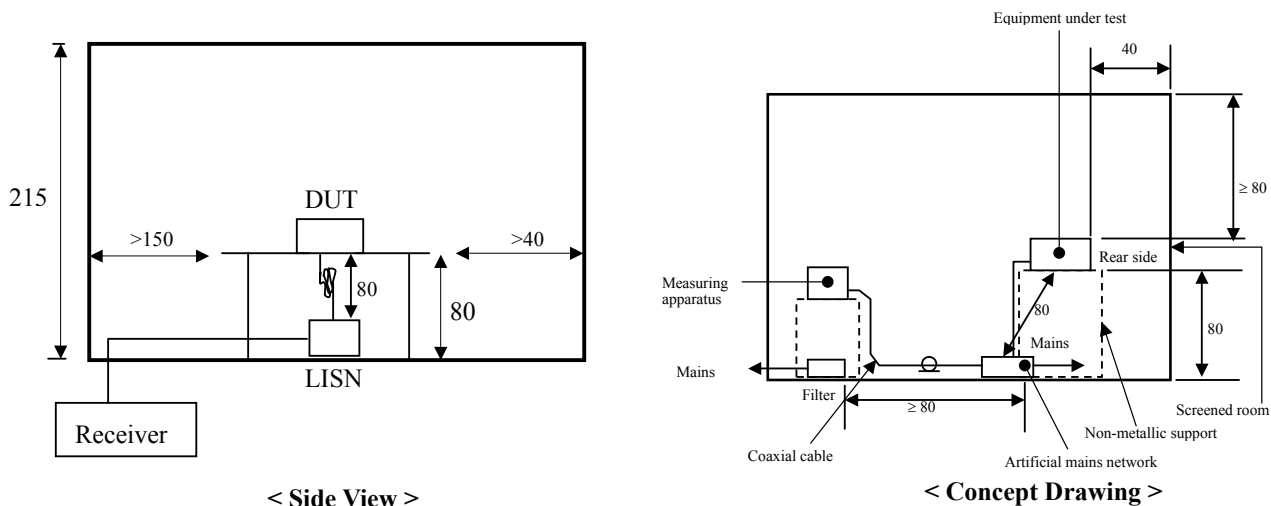 215
>150
DUT
>40
80
80
LISN
Receiver
< Side View >
Equipment under test
40
≥ 80
Rear side
Measuring
apparatus
80
80
Mains
Mains
Filter
≥ 80
Screened room
Non-metallic support
Coaxial cable
Artificial mains network
< Concept Drawing >